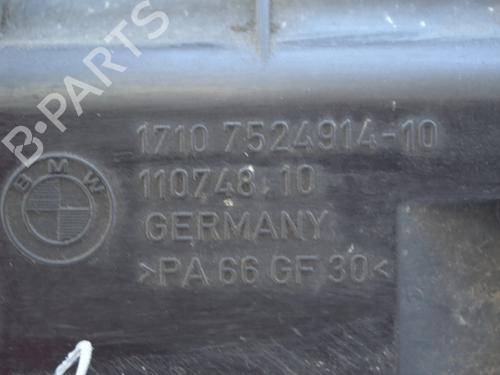 B-PARTS
1710 7524914-10
110748.10
BMW
GERMANY
>PA 66 GF 30<